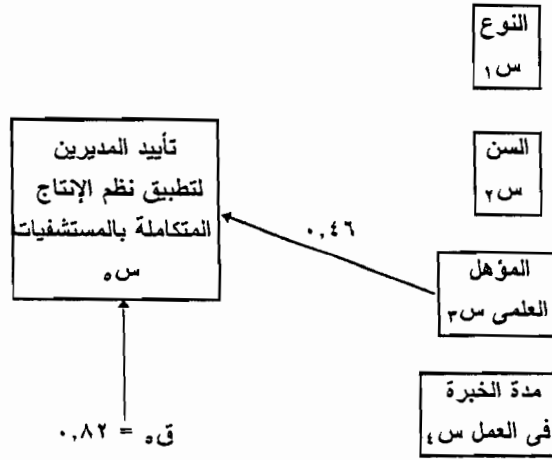 النوع
س١
السن
س٢
تأييد المديرين
لتطبيق نظم الإنتاج
المتكاملة بالمستشفيات
س٥
٠,٤٦
المؤهل
العلمى س٣
مدة الخبرة
فى العمل س٤
ق٥ = ٠,٨٢